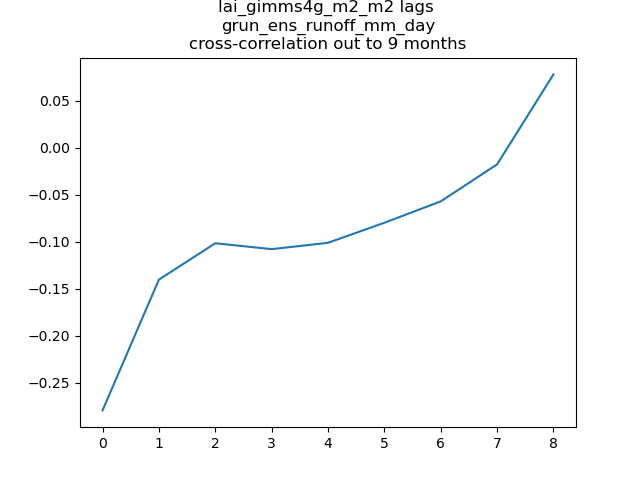 lai_gimms4g_m2_m2 lags
grun_ens_runoff_mm_day
cross-correlation out to 9 months
0.05
0.00
−0.05
−0.10
−0.15
−0.20
−0.25
0 1 2 3 4 5 6 7 8